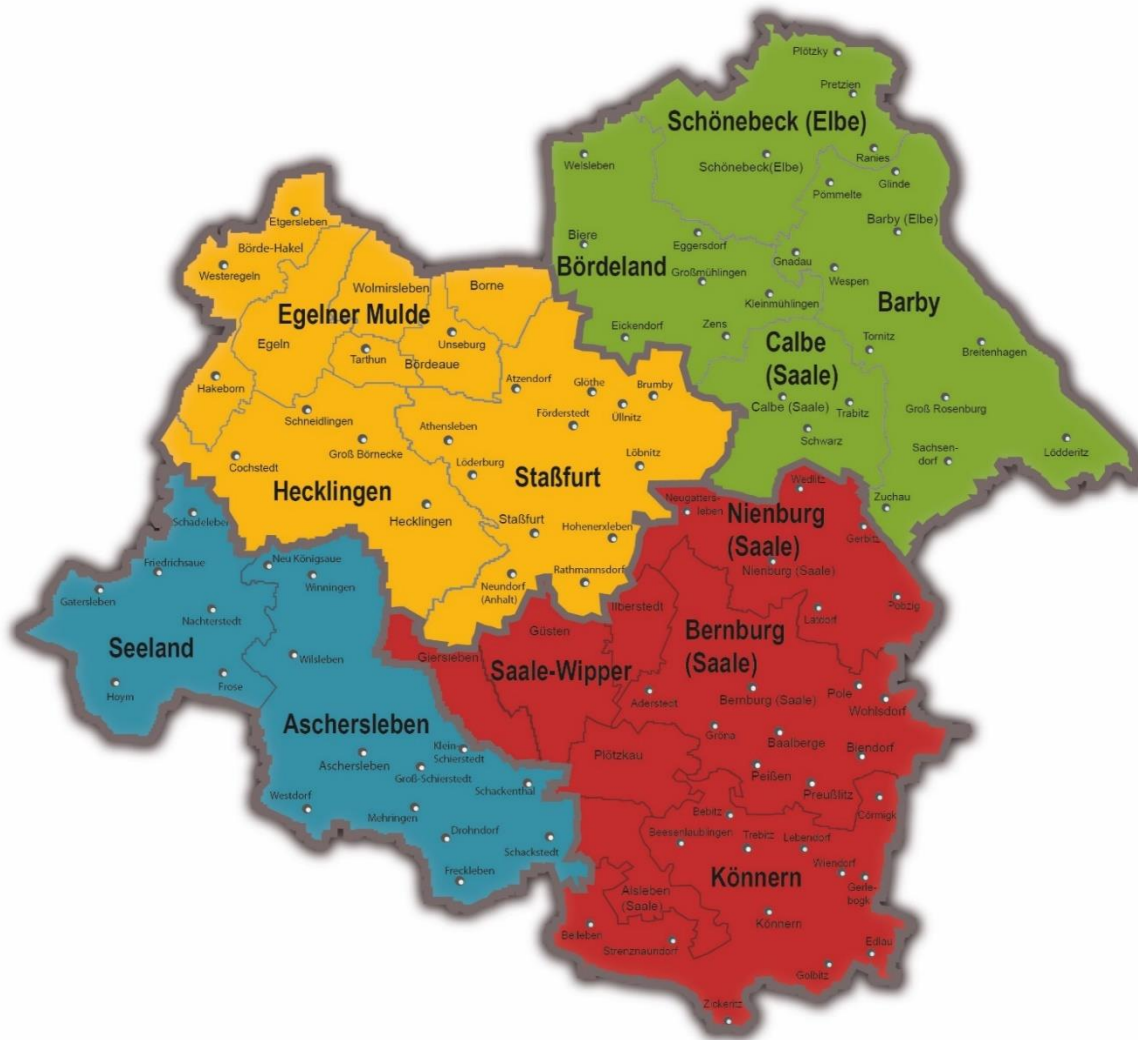 Plötzky
Pretzien
Schönebeck (Elbe)
Ranies
Welsleben
Schönebeck(Elbe)
Glinde
Pömmelte
Barby (Elbe)
Biere
Eggersdorf
Gnadau
Bördeland
Großmühlingen
Wespen
Kleinmühlingen
Barby
Eickendorf
Zens
Tornitz
Breitenhagen
Calbe
(Saale)
Calbe (Saale)
Trabitz
Groß Rosenburg
Schwarz
Sachsen-
dorf
Lödderitz
Zuchau
Etgersleben
Börde-Hakel
Westeregeln
Wolmirsleben
Borne
Egelner Mulde
Egeln
Unseburg
Tarthun
Bördeaue
Hakeborn
Atzendorf
Glöthe
Brumby
Schneidlingen
Förderstedt
Üllnitz
Athensleben
Groß Börnecke
Cochstedt
Löderburg
Löbnitz
Hecklingen
Staßfurt
Hecklingen
Staßfurt
Hohenerxleben
Neundorf
(Anhalt)
Rathmannsdorf
Schadeleben
Friedrichsaue
Neu Königsaue
Winningen
Gatersleben
Nachterstedt
Seeland
Wilsleben
Hoym
Frose
Aschersleben
Aschersleben
Klein-
Schierstedt
Groß-Schierstedt
Schackenthal
Westdorf
Mehringen
Drohndorf
Schackstedt
Freckleben
Wedlitz
Neugatters-
leben
Nienburg
(Saale)
Gerbitz
Nienburg (Saale)
Pobzig
Latdorf
Ilberstedt
Güsten
Giersleben
Saale-Wipper
Bernburg
(Saale)
Aderstedt
Bernburg (Saale)
Pole
Wohlsdorf
Gröna
Baalberge
Biendorf
Plötzkau
Peißen
Preußlitz
Cörmigk
Bebitz
Beesenlaublingen
Trebitz
Lebendorf
Wiendorf
Gerle-
bogk
Könnern
Alsleben
(Saale)
Könnern
Belleben
Strenznaundorf
Edlau
Golbitz
Zickeritz